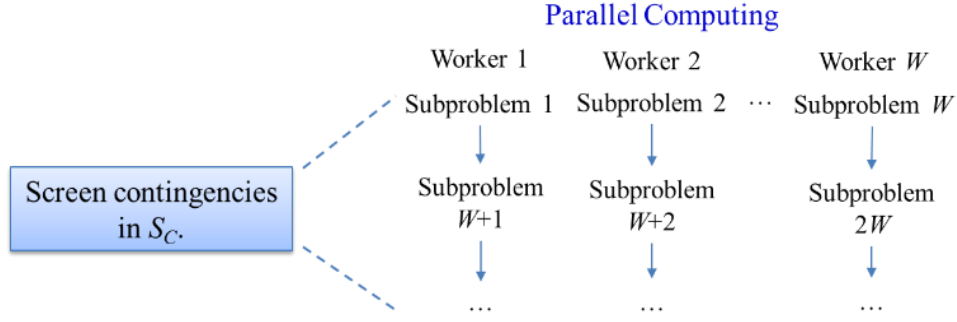 Parallel Computing
Worker 1 Worker 2 Worker W
Subproblem 1 Subproblem 2 ... Subproblem W
Screen contingencies
in S_C.
Subproblem Subproblem Subproblem
W+1 W+2 2W
... ... ...